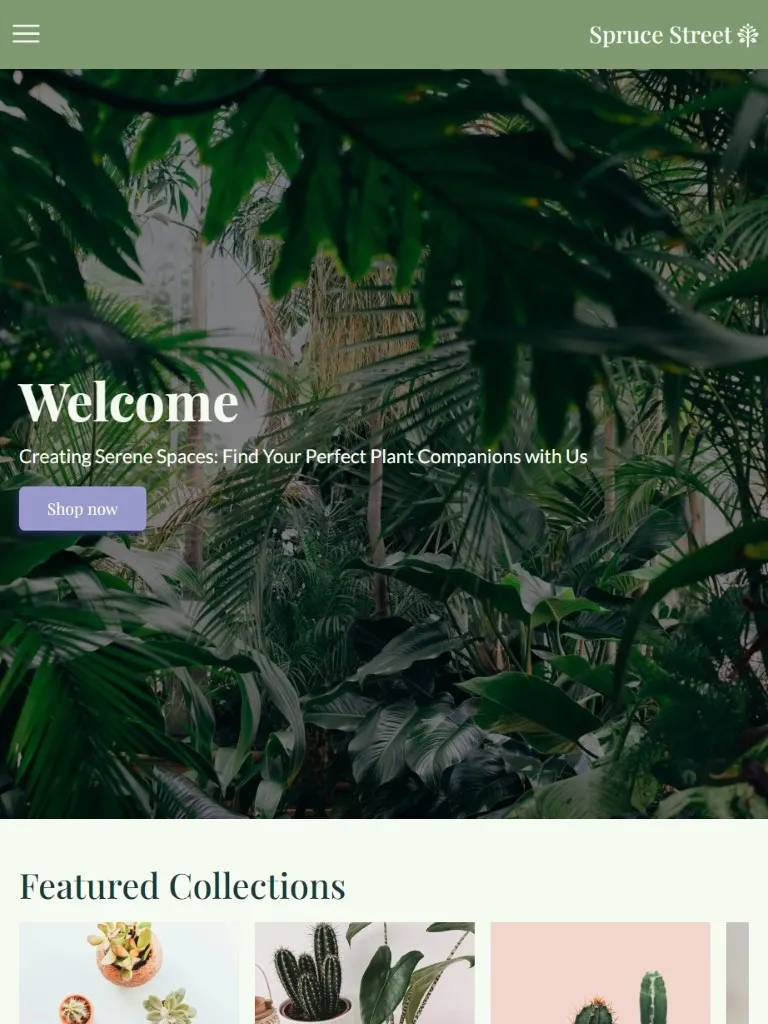 Spruce Street
Welcome
Creating Serene Spaces: Find Your Perfect Plant Companions with Us
Shop now
Featured Collections